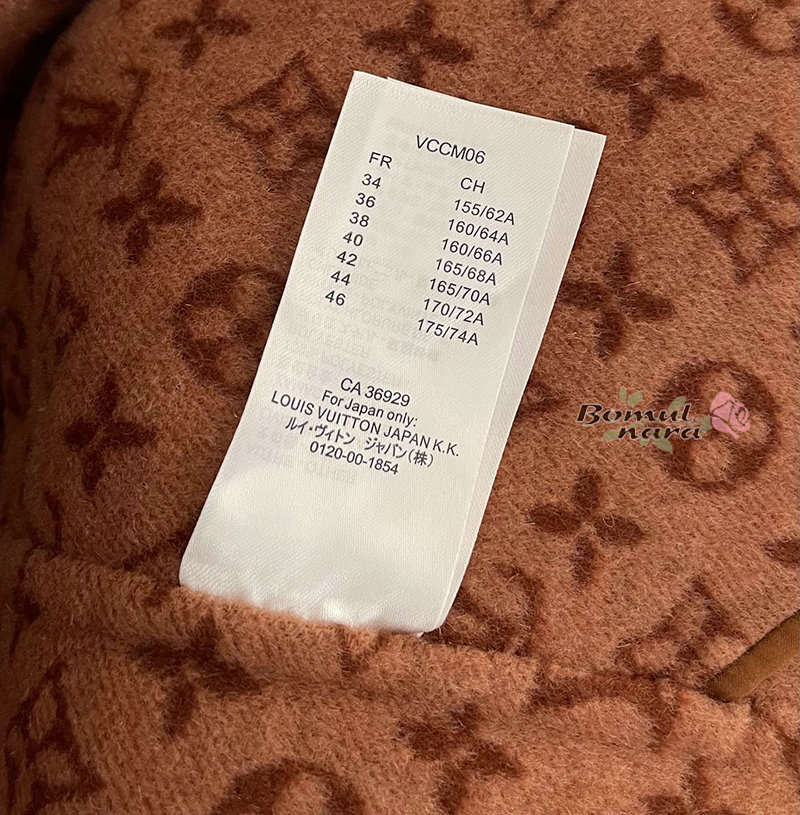 VCCM06
FR CH
34 155/62A
36 160/64A
38 160/66A
40 165/68A
42 165/70A
44 170/72A
46 175/74A
CA 36929
For Japan only:
LOUIS VUITTON JAPAN K.K.
ルイ・ヴィトン ジャパン(株)
0120-00-1854
Bomul
nara